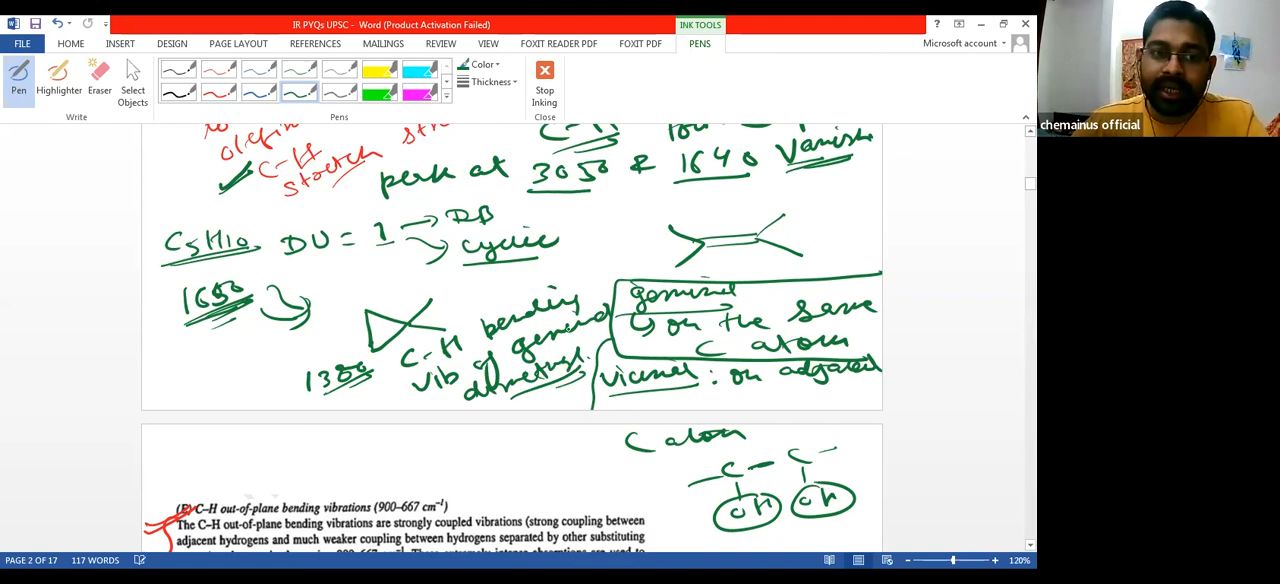 IR PYQs UPSC - Word (Product Activation Failed)
INK TOOLS
FILE HOME INSERT DESIGN PAGE LAYOUT REFERENCES MAILINGS REVIEW VIEW FOXIT READER PDF FOXIT PDF PENS
Microsoft account
Pen Highlighter Eraser Select Objects
Color
Thickness
Stop Inking
Write
Pens
Close
chemainus official
C-H
C-H
stretch
peak at 3050 & 1640 vanish
C5H10 DU = 1 → DB
cyclic
1650
1380
C-H bending
vib of geminal
dimethyl.
geminal
on the same
C atom
vicinal : on adjacent
C atom
C - C -
OH OH
(E) C–H out-of-plane bending vibrations (900–667 cm⁻¹)
The C–H out-of-plane bending vibrations are strongly coupled vibrations (strong coupling between
adjacent hydrogens and much weaker coupling between hydrogens separated by other substituting
PAGE 2 OF 17 117 WORDS
120%